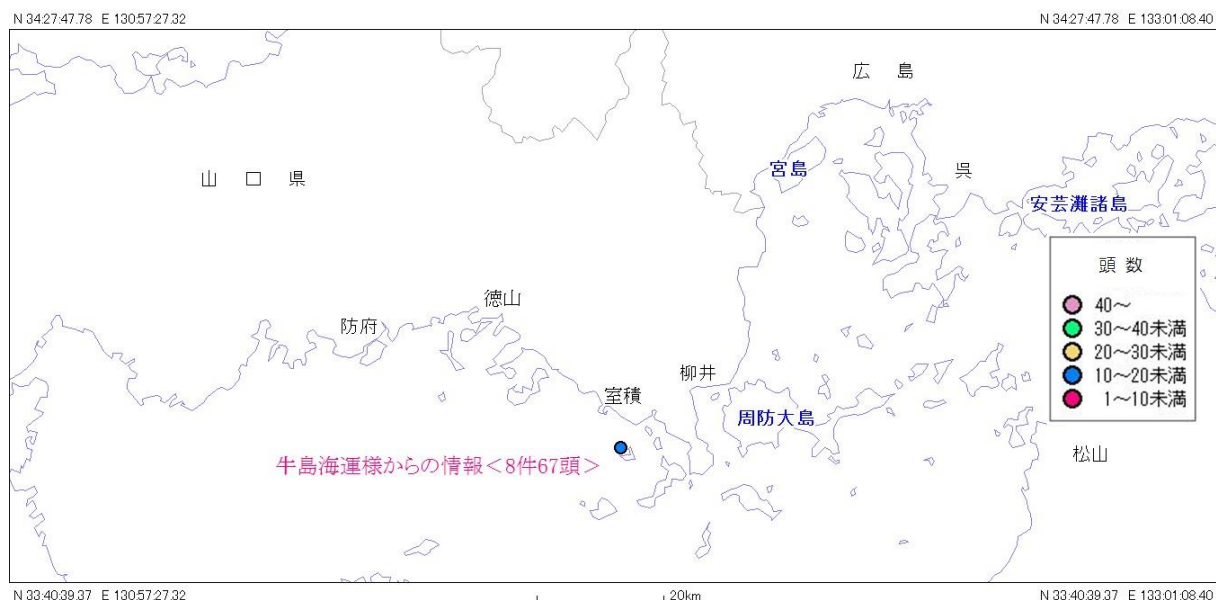 N 34:27:47.78 E 130:57:27.32
N 34:27:47.78 E 133:01:08.40
広 島
宮島
山 口 県
呉
安芸灘諸島
頭 数
40～
30～40未満
20～30未満
10～20未満
1～10未満
徳山
防府
柳井
室積
周防大島
松山
牛島海運様からの情報＜8件67頭＞
N 33:40:39.37 E 130:57:27.32
20km
N 33:40:39.37 E 133:01:08.40